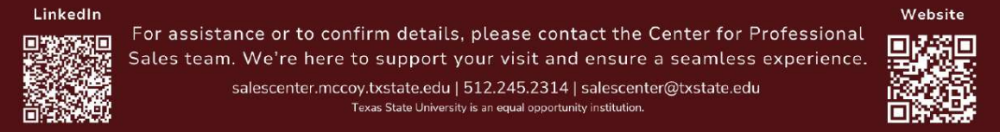 LinkedIn
Website
For assistance or to confirm details, please contact the Center for Professional
Sales team. We're here to support your visit and ensure a seamless experience.
salescenter.mccoy.txstate.edu | 512.245.2314 | salescenter@txstate.edu
Texas State University is an equal opportunity institution.